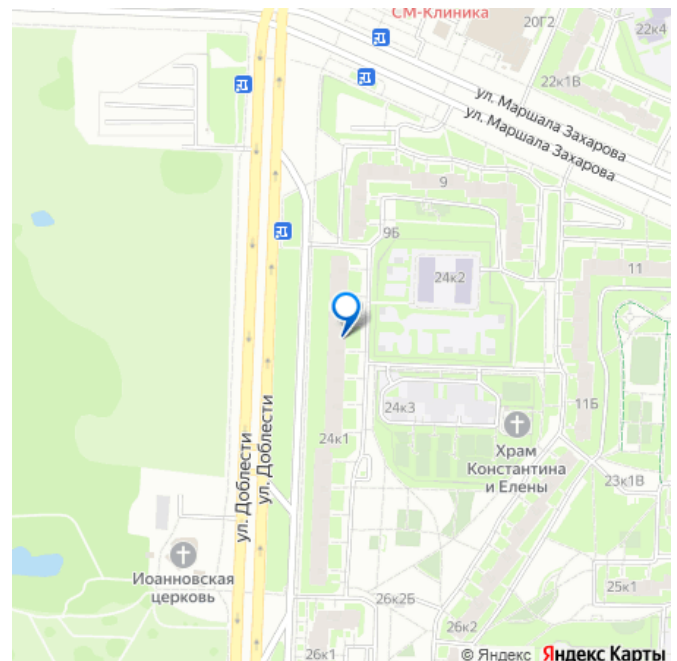 СМ-Клиника
20Г2
22к4
22к1В
ул. Маршала Захарова
ул. Маршала Захарова
9
9Б
24к2
11
24к3
11Б
24к1
Храм
Константина
и Елены
23к1В
ул. Доблести
ул. Доблести
Иоанновская
церковь
25к1
26к2Б
26к2
26к1
© Яндекс Яндекс Карты